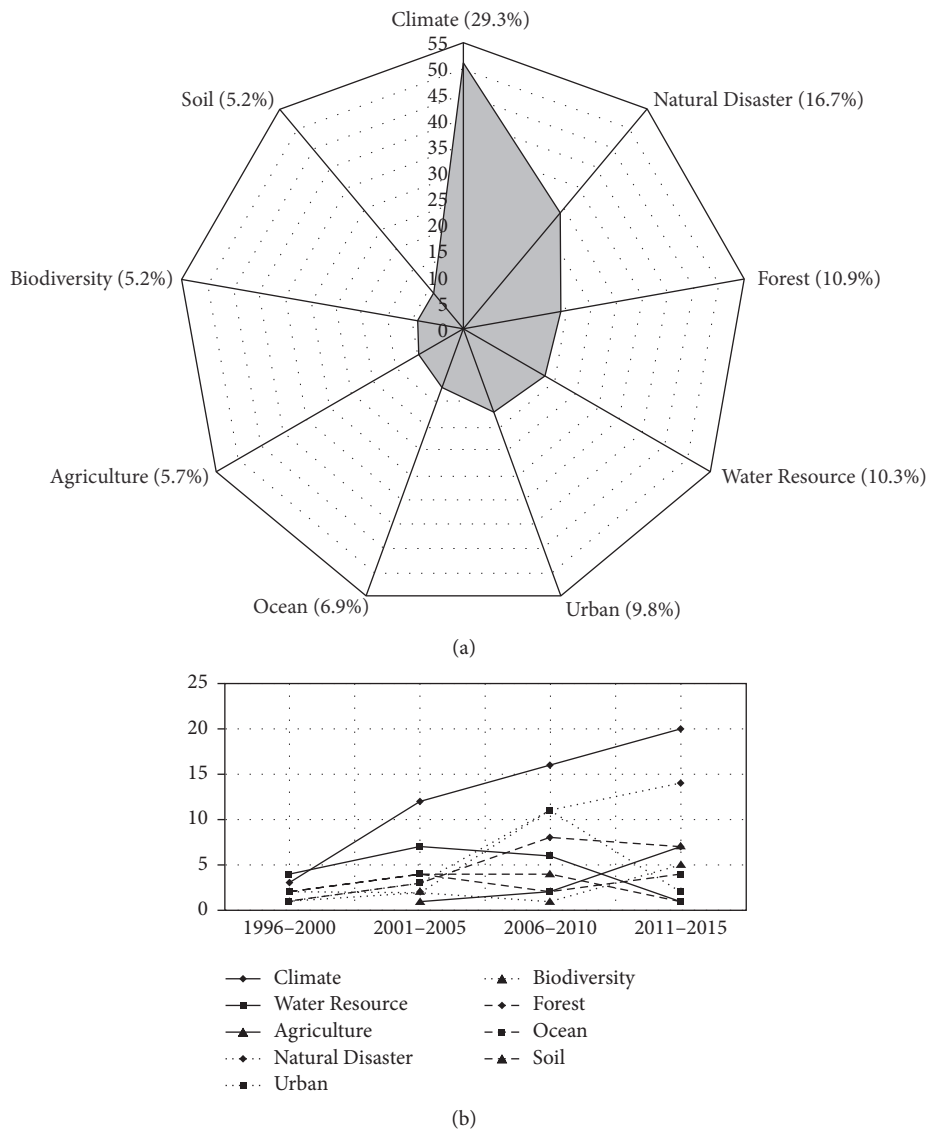 Climate (29.3%)
55
50
45
40
35
30
25
20
15
10
5
0
Natural Disaster (16.7%)
Forest (10.9%)
Water Resource (10.3%)
Urban (9.8%)
Ocean (6.9%)
Agriculture (5.7%)
Biodiversity (5.2%)
Soil (5.2%)
(a)
25
20
15
10
5
0
1996–2000 2001–2005 2006–2010 2011–2015
Climate
Water Resource
Agriculture
Natural Disaster
Urban
Biodiversity
Forest
Ocean
Soil
(b)